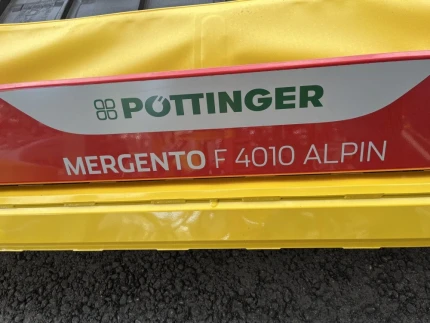 PÖTTINGER
MERGENTO F 4010 ALPIN